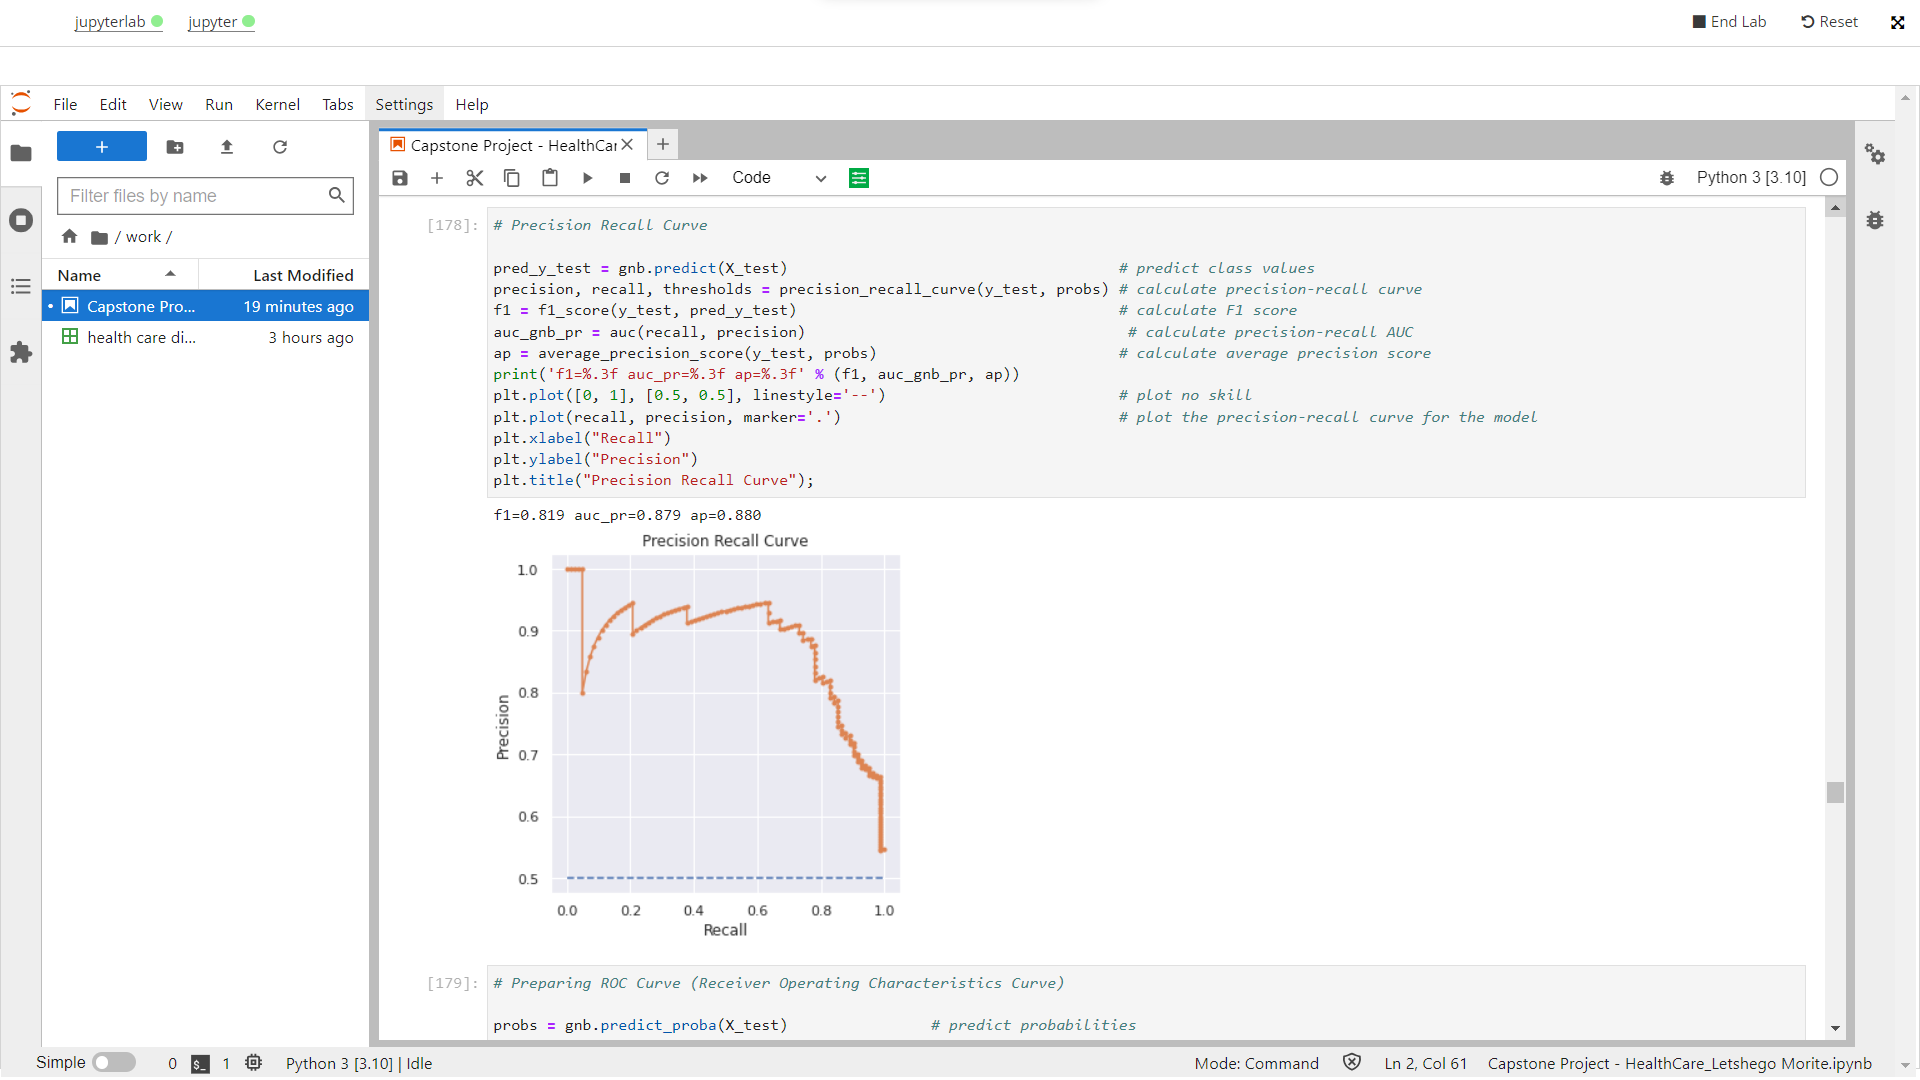 jupyterlab jupyter End Lab Reset
File Edit View Run Kernel Tabs Settings Help
Capstone Project - HealthCar
Filter files by name
Code Python 3 [3.10]
/ work /
Name Last Modified
Capstone Pro... 19 minutes ago
health care di... 3 hours ago
[178]: # Precision Recall Curve
pred_y_test = gnb.predict(X_test) # predict class values
precision, recall, thresholds = precision_recall_curve(y_test, probs) # calculate precision-recall curve
f1 = f1_score(y_test, pred_y_test) # calculate F1 score
auc_gnb_pr = auc(recall, precision) # calculate precision-recall AUC
ap = average_precision_score(y_test, probs) # calculate average precision score
print('f1=%.3f auc_pr=%.3f ap=%.3f' % (f1, auc_gnb_pr, ap))
plt.plot([0, 1], [0.5, 0.5], linestyle='--') # plot no skill
plt.plot(recall, precision, marker='.') # plot the precision-recall curve for the model
plt.xlabel("Recall")
plt.ylabel("Precision")
plt.title("Precision Recall Curve");
f1=0.819 auc_pr=0.879 ap=0.880
Precision Recall Curve
1.0
0.9
0.8
0.7
0.6
0.5
Precision
0.0 0.2 0.4 0.6 0.8 1.0
Recall
[179]: # Preparing ROC Curve (Receiver Operating Characteristics Curve)
probs = gnb.predict_proba(X_test) # predict probabilities
Simple 0 $_ 1 Python 3 [3.10] | Idle Mode: Command Ln 2, Col 61 Capstone Project - HealthCare_Letshego Morite.ipynb